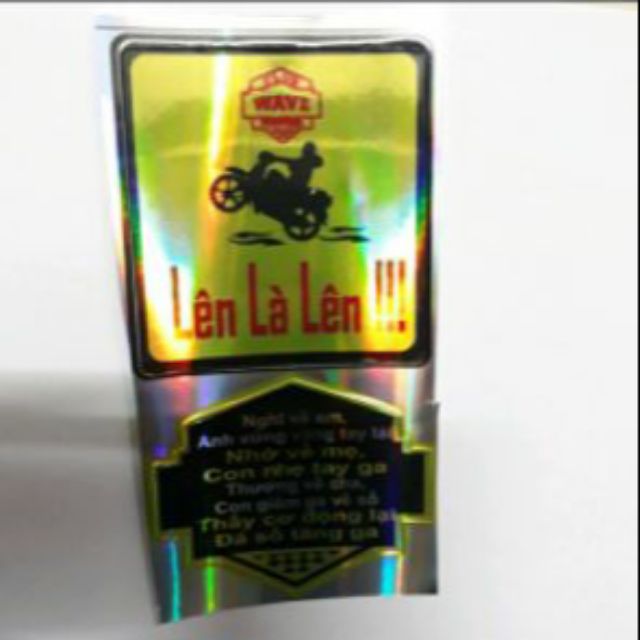 CLUB
WAVE
Lên Là Lên !!!
Nghĩ về em,
Anh vững vàng tay lái
Nhớ về mẹ,
Con nhẹ tay ga
Thương về cha,
Con giảm ga về số
Thấy cơ động lại
Đá số tăng ga